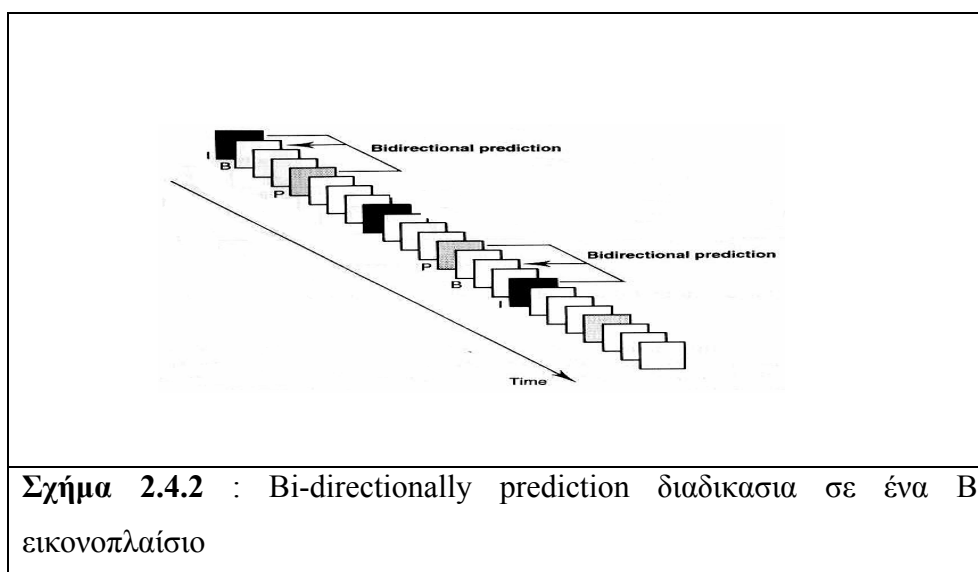 Bidirectional prediction
I
B
P
P
Bidirectional prediction
B
I
Time
Σχήμα 2.4.2 : Bi-directionally prediction διαδικασια σε ένα Β
εικονοπλαίσιο